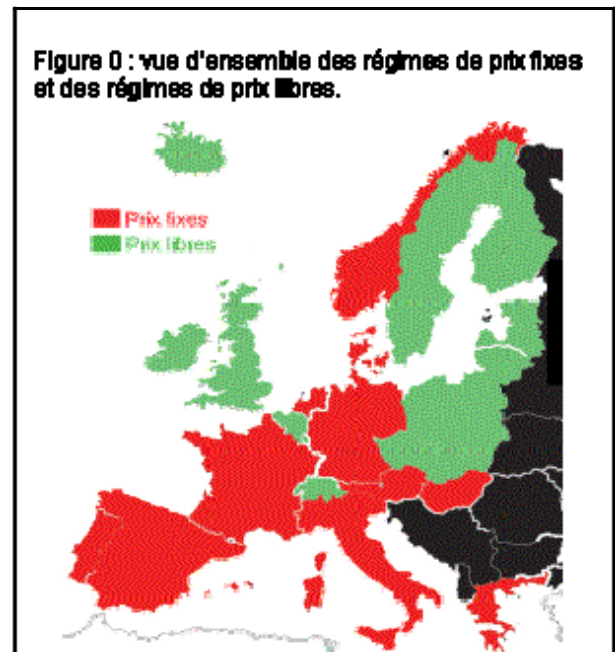 Figure 0 : vue d'ensemble des régimes de prix fixes
et des régimes de prix libres.
Prix fixes
Prix libres